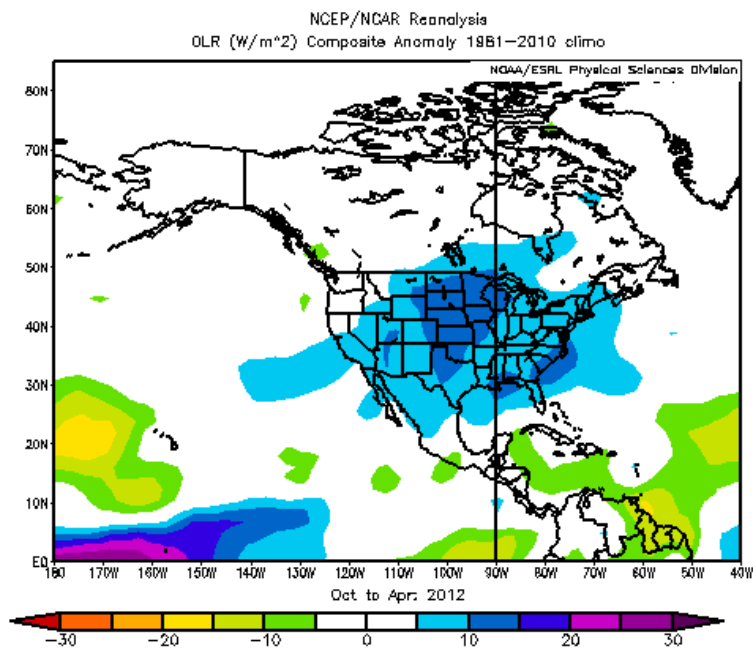 NCEP/NCAR Reanalysis
OLR (W/m^2) Composite Anomaly 1981-2010 climo
NOAA/ESRL Physical Sciences Division
80N
70N
60N
50N
40N
30N
20N
10N
EQ
180 170W 160W 150W 140W 130W 120W 110W 100W 90W 80W 70W 60W 50W 40W
Oct to Apr: 2012
-30 -20 -10 0 10 20 30